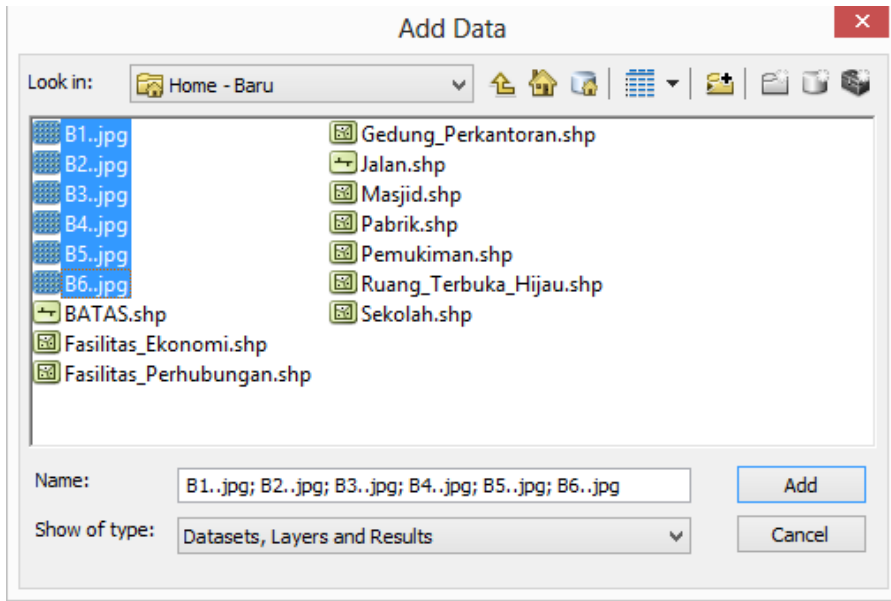 Add Data
Look in: Home - Baru
B1..jpg
B2..jpg
B3..jpg
B4..jpg
B5..jpg
B6..jpg
BATAS.shp
Fasilitas_Ekonomi.shp
Fasilitas_Perhubungan.shp
Gedung_Perkantoran.shp
Jalan.shp
Masjid.shp
Pabrik.shp
Pemukiman.shp
Ruang_Terbuka_Hijau.shp
Sekolah.shp
Name: B1..jpg; B2..jpg; B3..jpg; B4..jpg; B5..jpg; B6..jpg Add
Show of type: Datasets, Layers and Results Cancel